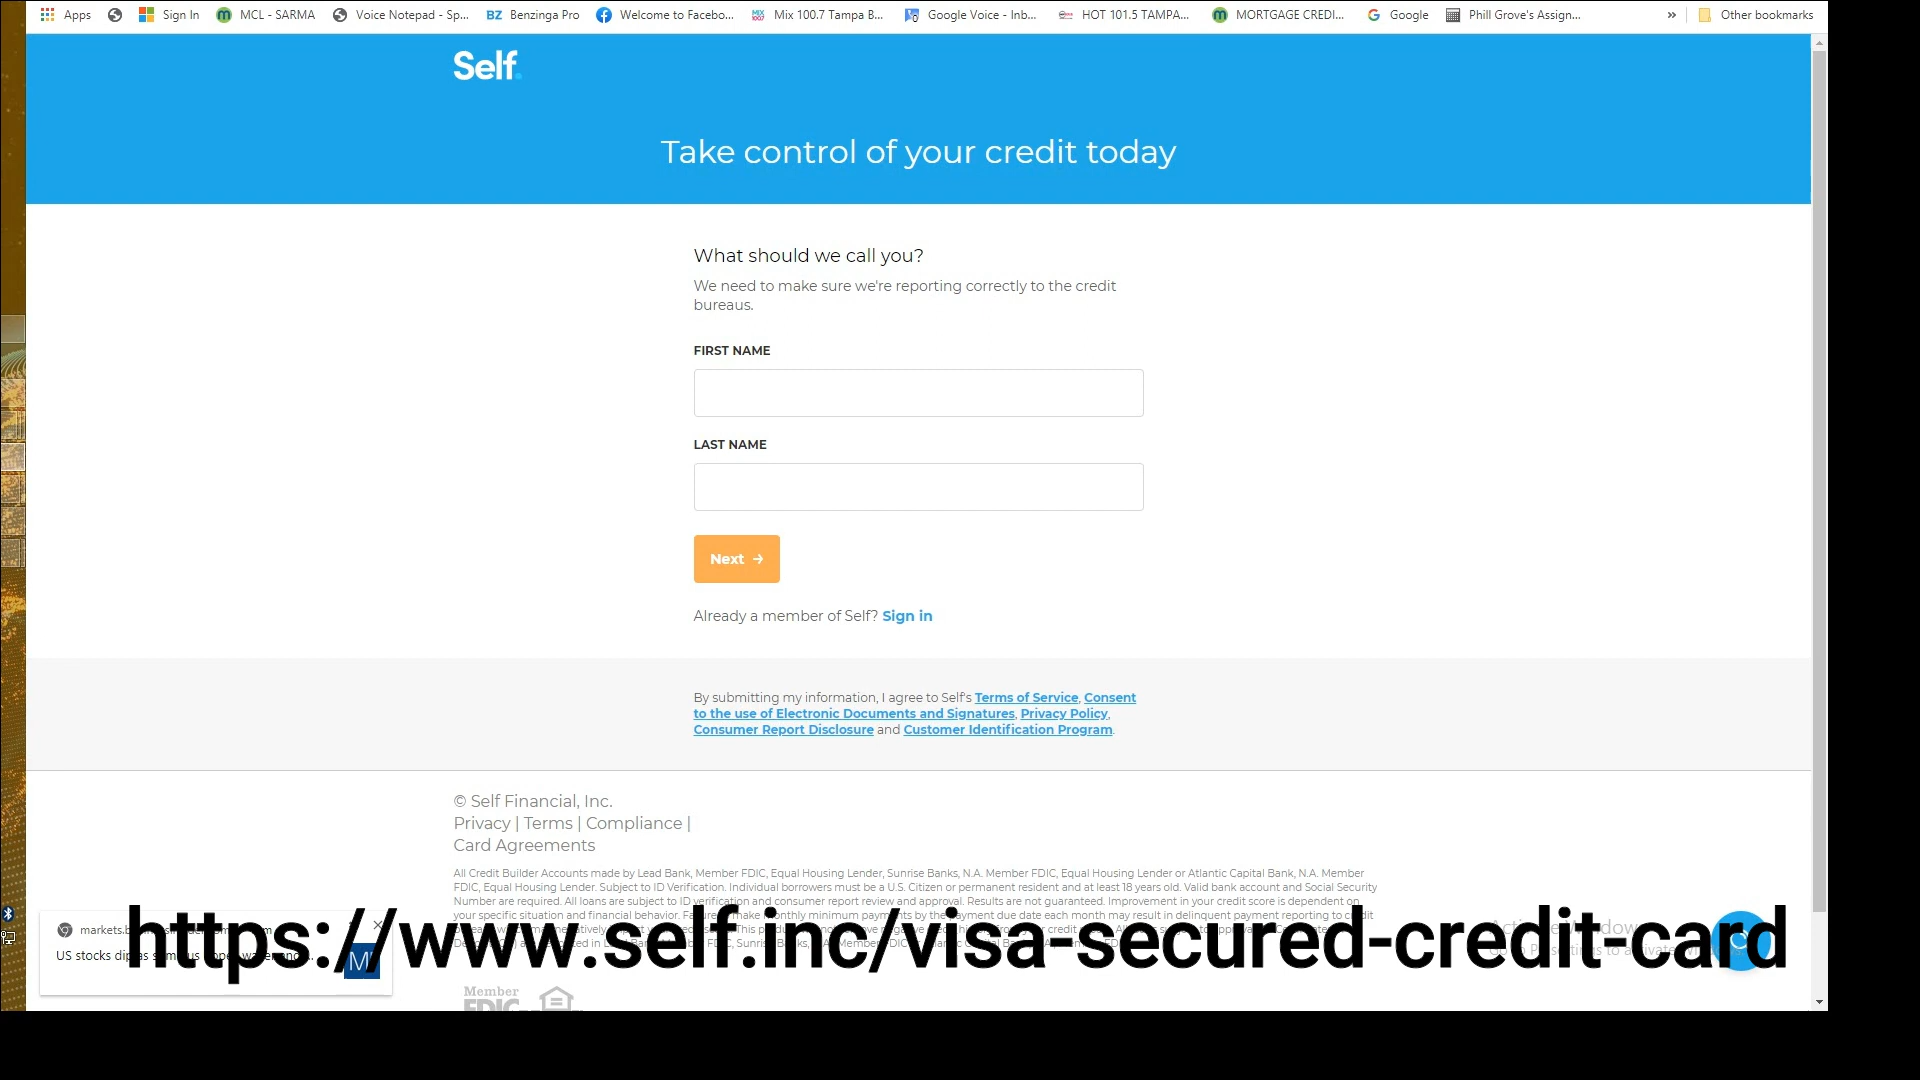 Apps Sign In MCL - SARMA Voice Notepad - Sp... BZ Benzinga Pro Welcome to Facebo... Mix 100.7 Tampa B... Google Voice - Inb... HOT 101.5 TAMPA... MORTGAGE CREDI... Google Phill Grove's Assign... » Other bookmarks
Self.
Take control of your credit today
What should we call you?
We need to make sure we're reporting correctly to the credit
bureaus.
FIRST NAME
LAST NAME
Next →
Already a member of Self? Sign in
By submitting my information, I agree to Self's Terms of Service, Consent
to the use of Electronic Documents and Signatures, Privacy Policy,
Consumer Report Disclosure and Customer Identification Program.
© Self Financial, Inc.
Privacy | Terms | Compliance |
Card Agreements
All Credit Builder Accounts made by Lead Bank, Member FDIC, Equal Housing Lender, Sunrise Banks, N.A. Member FDIC, Equal Housing Lender or Atlantic Capital Bank, N.A. Member
FDIC, Equal Housing Lender. Subject to ID Verification. Individual borrowers must be a U.S. Citizen or permanent resident and at least 18 years old. Valid bank account and Social Security
Number are required. All loans are subject to ID verification and consumer report review and approval. Results are not guaranteed. Improvement in your credit score is dependent on
your specific situation and financial behavior. make monthly minimum payments by the payment due date each month may result in delinquent payment reporting to credit
https://www.self.inc/visa-secured-credit-card
US stocks dip as
Member
FDIC